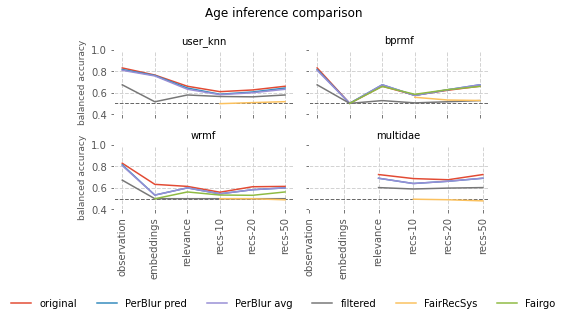 Age inference comparison
user_knn
bprmf
balanced accuracy
1.0
0.8
0.6
0.4
wrmf
multidae
balanced accuracy
1.0
0.8
0.6
0.4
observation
embeddings
relevance
recs-10
recs-20
recs-50
observation
embeddings
relevance
recs-10
recs-20
recs-50
original PerBlur pred PerBlur avg filtered FairRecSys Fairgo